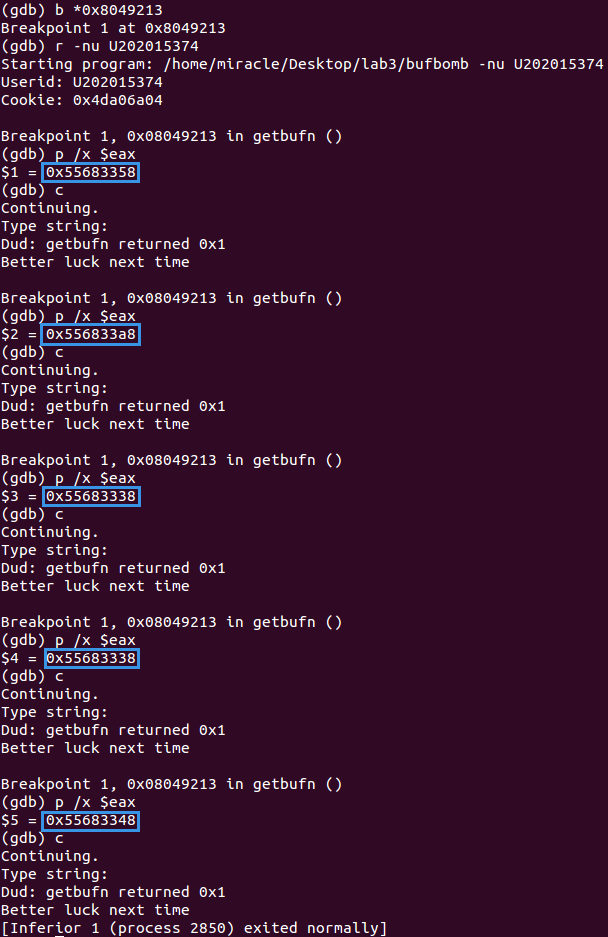 (gdb) b *0x8049213
Breakpoint 1 at 0x8049213
(gdb) r -nu U202015374
Starting program: /home/miracle/Desktop/lab3/bufbomb -nu U202015374
Userid: U202015374
Cookie: 0x4da06a04
Breakpoint 1, 0x08049213 in getbufn ()
(gdb) p /x $eax
$1 = 0x55683358
(gdb) c
Continuing.
Type string:
Dud: getbufn returned 0x1
Better luck next time
Breakpoint 1, 0x08049213 in getbufn ()
(gdb) p /x $eax
$2 = 0x556833a8
(gdb) c
Continuing.
Type string:
Dud: getbufn returned 0x1
Better luck next time
Breakpoint 1, 0x08049213 in getbufn ()
(gdb) p /x $eax
$3 = 0x55683338
(gdb) c
Continuing.
Type string:
Dud: getbufn returned 0x1
Better luck next time
Breakpoint 1, 0x08049213 in getbufn ()
(gdb) p /x $eax
$4 = 0x55683338
(gdb) c
Continuing.
Type string:
Dud: getbufn returned 0x1
Better luck next time
Breakpoint 1, 0x08049213 in getbufn ()
(gdb) p /x $eax
$5 = 0x55683348
(gdb) c
Continuing.
Type string:
Dud: getbufn returned 0x1
Better luck next time
[Inferior 1 (process 2850) exited normally]